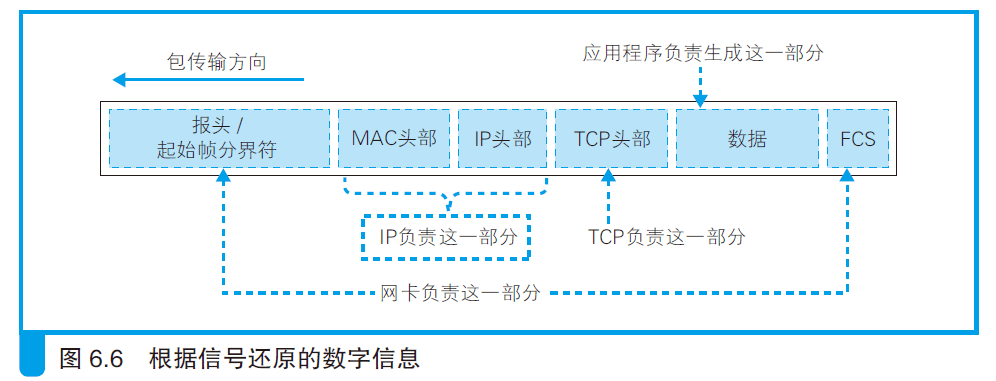 应用程序负责生成这一部分
包传输方向
报头 /
起始帧分界符
MAC头部
IP头部
TCP头部
数据
FCS
IP负责这一部分
TCP负责这一部分
网卡负责这一部分
图 6.6 根据信号还原的数字信息